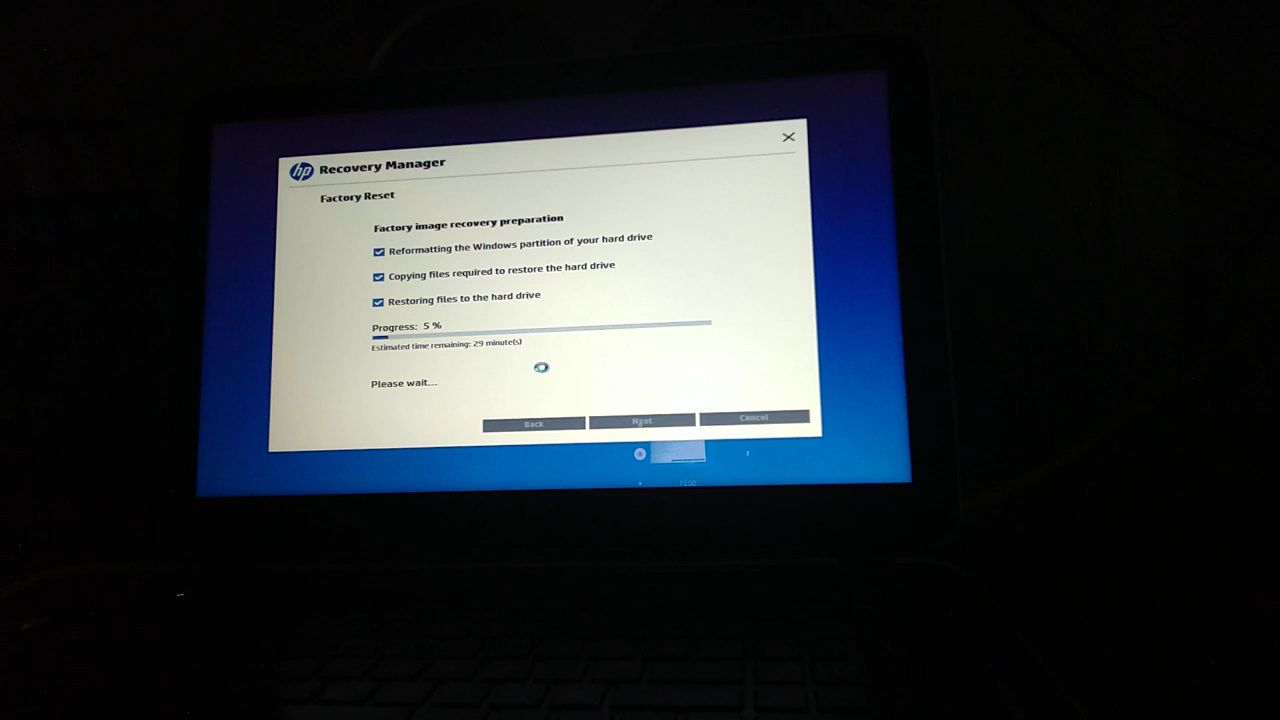 hp Recovery Manager
Factory Reset
Factory image recovery preparation
Reformatting the Windows partition of your hard drive
Copying files required to restore the hard drive
Restoring files to the hard drive
Progress: 5 %
Estimated time remaining: 29 minute(s)
Please wait...
Back Next Cancel